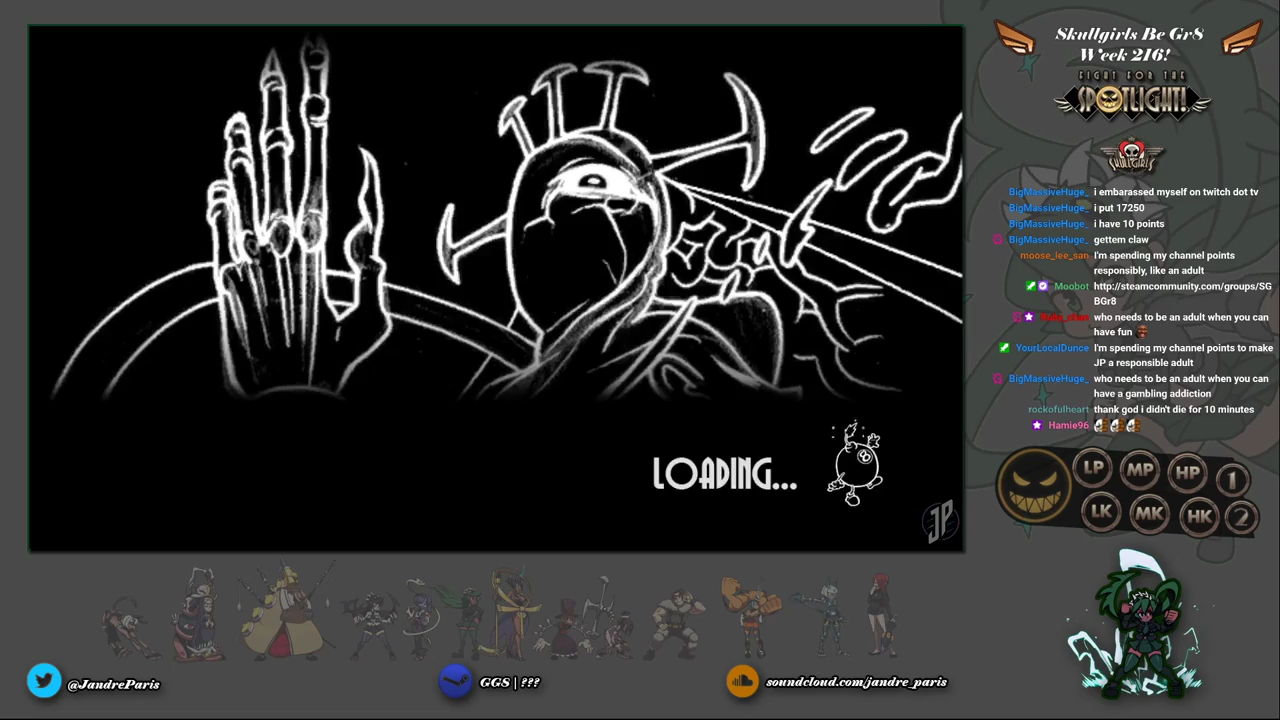 Skullgirls Be Gr8
Week 216!
FIGHT FOR THE
SPOTLIGHT!
SKULLGIRLS
BigMassiveHuge_ i embarassed myself on twitch dot tv
BigMassiveHuge_ i put 17250
BigMassiveHuge_ i have 10 points
BigMassiveHuge_ gettem claw
moose_lee_san I'm spending my channel points
responsibly, like an adult
Moobot http://steamcommunity.com/groups/SG
BGr8
who needs to be an adult when you can
have fun
YourLocalDunce I'm spending my channel points to make
JP a responsible adult
BigMassiveHuge_ who needs to be an adult when you can
have a gambling addiction
rockofulheart thank god i didn't die for 10 minutes
Hamie96
LOADING...
8
JP
LP MP HP 1
LK MK HK 2
@JandreParis
GGS | ???
soundcloud.com/jandre_paris